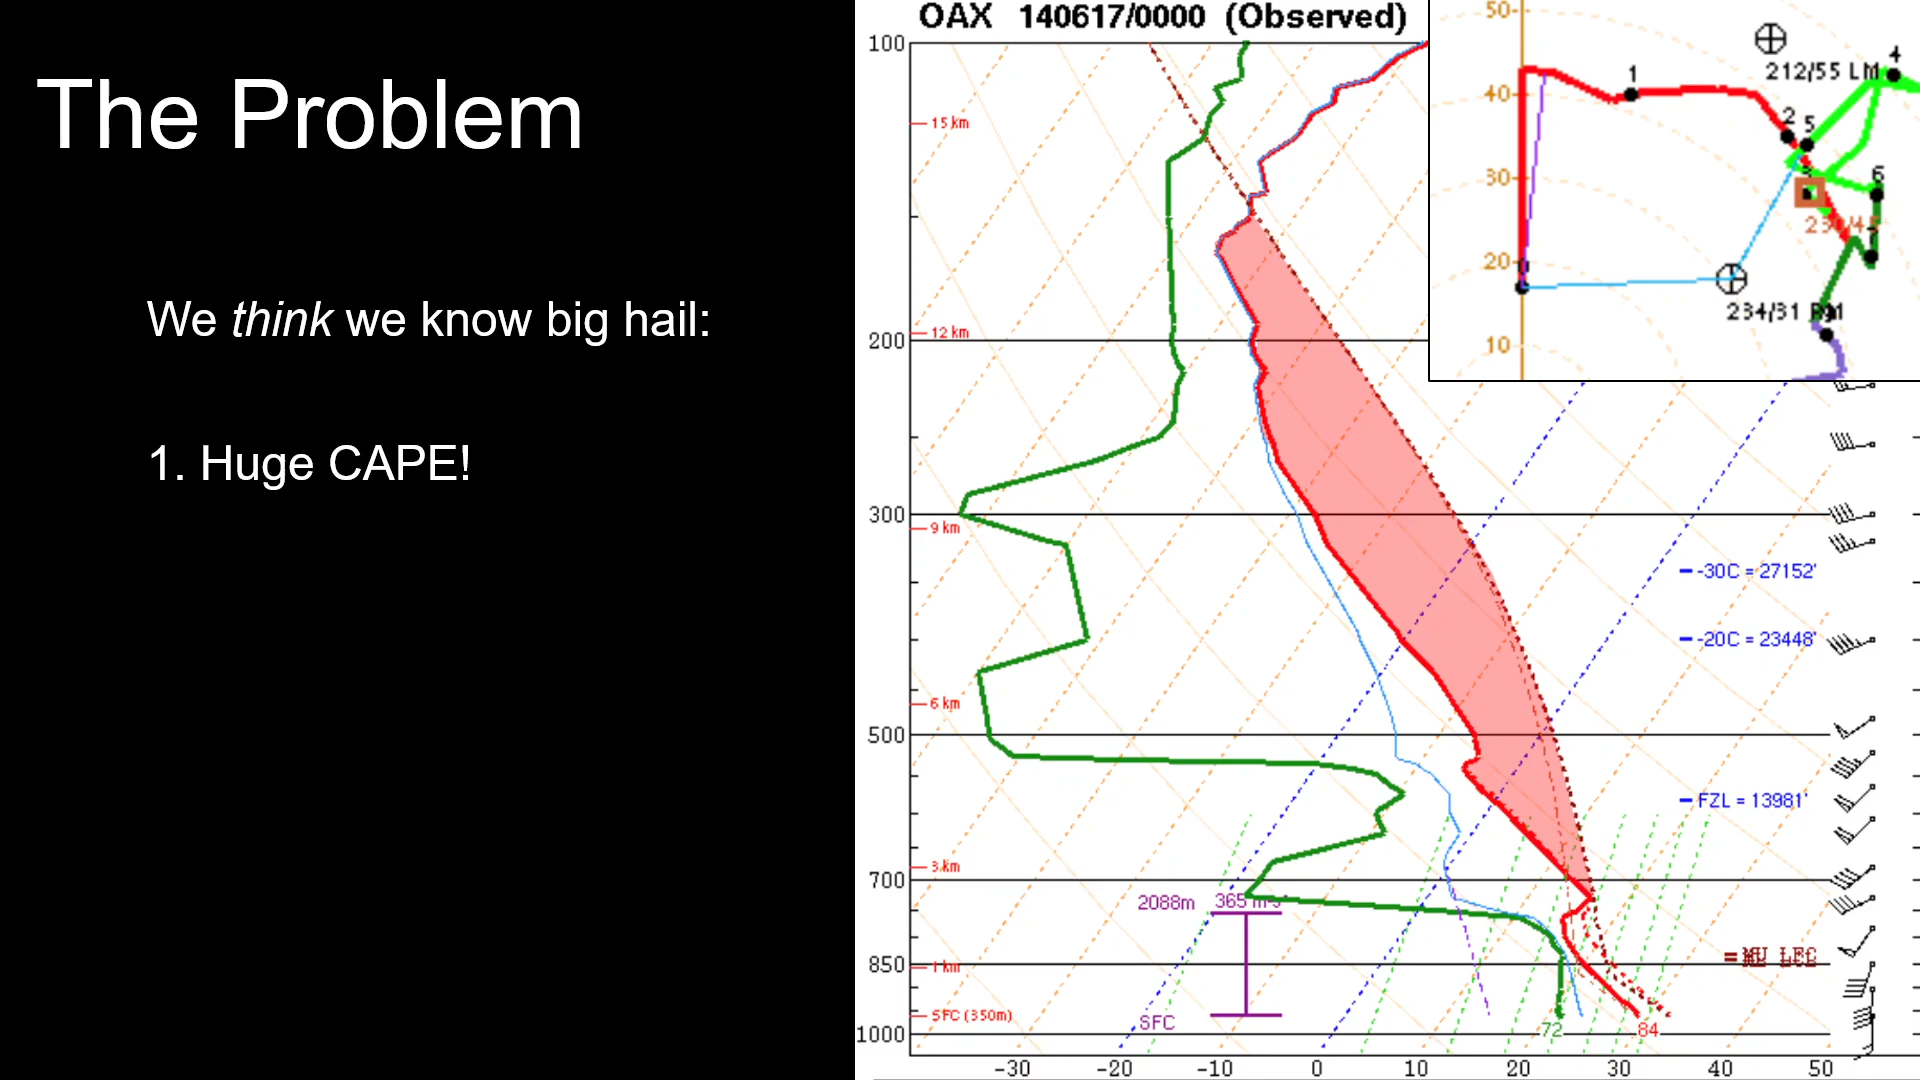 The Problem
We think we know big hail:
1. Huge CAPE!
OAX 140617/0000 (Observed)
100
15 km
12 km
200
300
9 km
6 km
500
3 km
700
2088m
850
1 km
SFC (350m)
SFC
1000
-30 -20 -10 0 10 20 30 40 50
72
84
-30C = 27152'
-20C = 23448'
FZL = 13981'
50
40
30
20
10
1
2
5
4
6
212/55 LM
234/31 RM